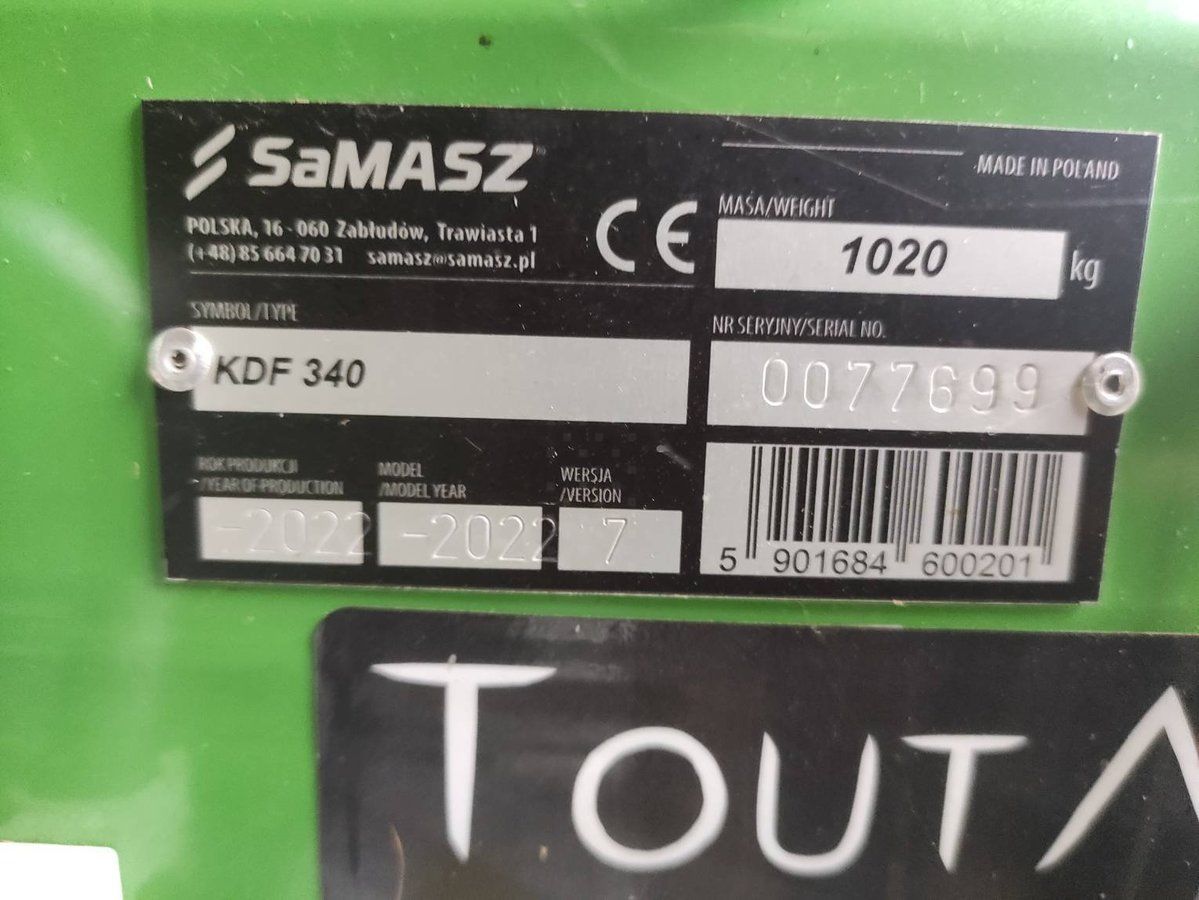 SaMASZ
POLSKA, 16-060 Zabłudów, Trawiasta 1
(+48) 85 664 70 31 samasz@samasz.pl
CE
MADE IN POLAND
MASA/WEIGHT
1020 kg
SYMBOL/TYPE
KDF 340
NR SERYJNY/SERIAL NO.
0077699
ROK PRODUKCJI
/YEAR OF PRODUCTION
-2022
MODEL
/MODEL YEAR
-2022
WERSJA
/VERSION
7
5 901684 600201
TOUT